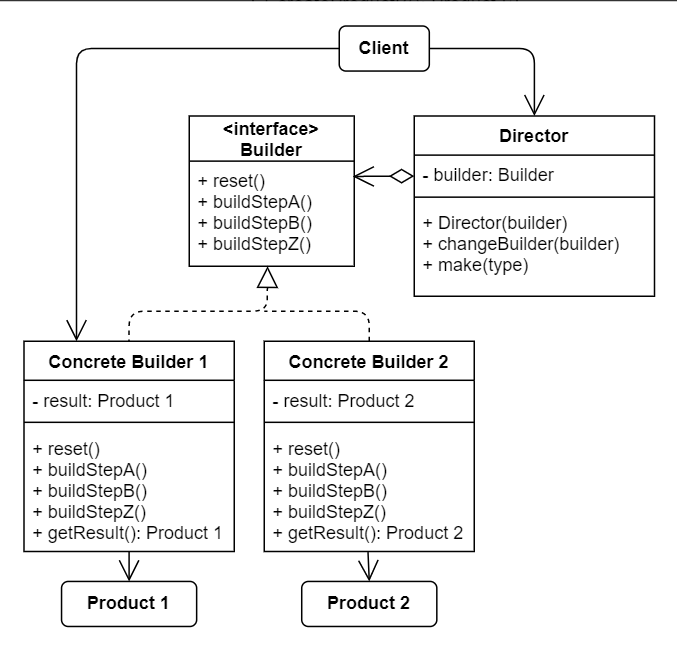 Client
<interface>
Builder
+ reset()
+ buildStepA()
+ buildStepB()
+ buildStepZ()
Director
- builder: Builder
+ Director(builder)
+ changeBuilder(builder)
+ make(type)
Concrete Builder 1
- result: Product 1
+ reset()
+ buildStepA()
+ buildStepB()
+ buildStepZ()
+ getResult(): Product 1
Concrete Builder 2
- result: Product 2
+ reset()
+ buildStepA()
+ buildStepB()
+ buildStepZ()
+ getResult(): Product 2
Product 1
Product 2